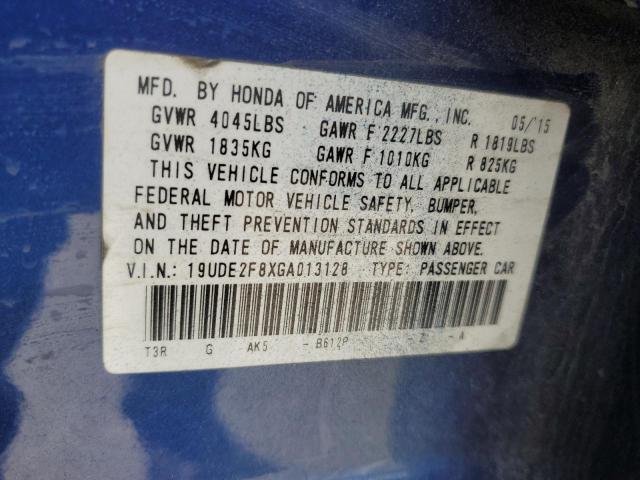 MFD. BY HONDA OF AMERICA MFG., INC. 05/'15
GVWR 4045LBS GAWR F 2227LBS R 1819LBS
GVWR 1835KG GAWR F 1010KG R 825KG
THIS VEHICLE CONFORMS TO ALL APPLICABLE
FEDERAL MOTOR VEHICLE SAFETY, BUMPER,
AND THEFT PREVENTION STANDARDS IN EFFECT
ON THE DATE OF MANUFACTURE SHOWN ABOVE.
V.I.N.: 19UDE2F8XGA013128 TYPE: PASSENGER CAR
T3R G -AK5 -B612P -Z -A